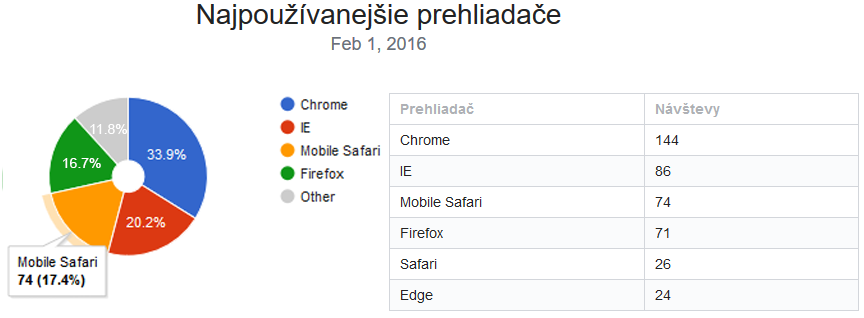 Najpoužívanejšie prehliadače
Feb 1, 2016
11.8%
33.9%
16.7%
20.2%
Mobile Safari
74 (17.4%)
Chrome
IE
Mobile Safari
Firefox
Other
Prehliadač Návštevy
Chrome 144
IE 86
Mobile Safari 74
Firefox 71
Safari 26
Edge 24